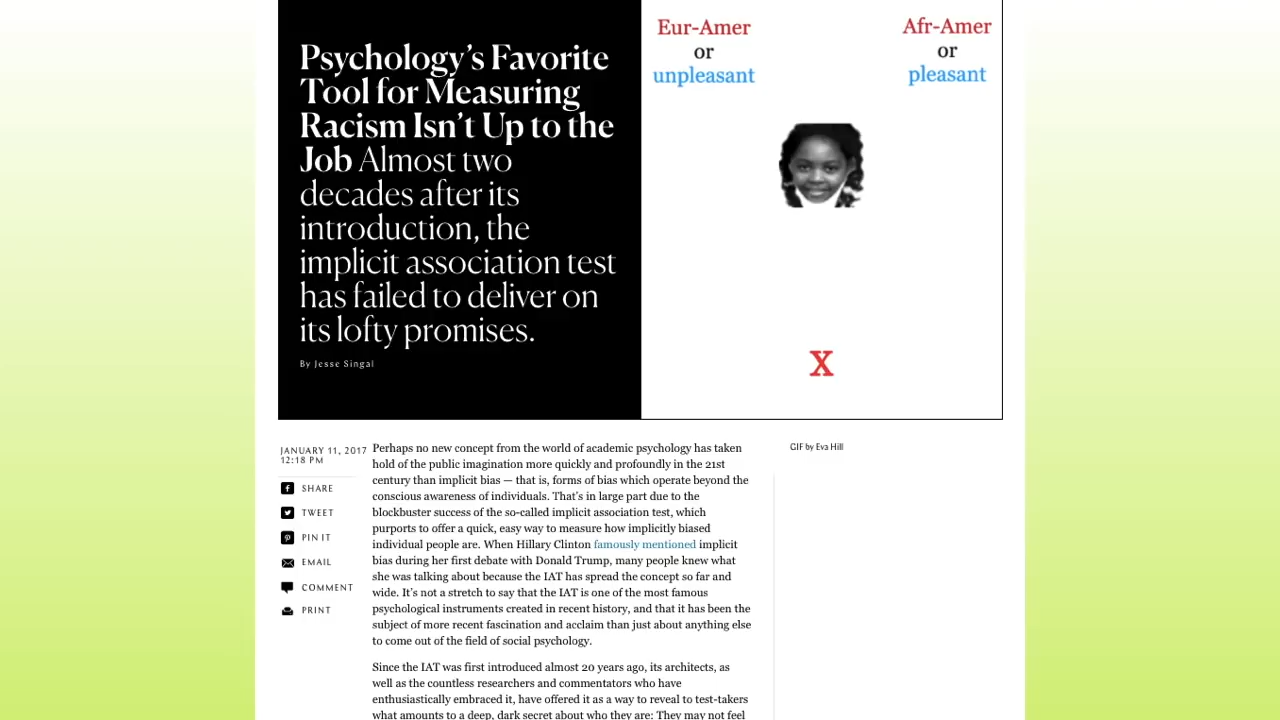 Psychology’s Favorite
Tool for Measuring
Racism Isn’t Up to the
Job Almost two
decades after its
introduction, the
implicit association test
has failed to deliver on
its lofty promises.
By Jesse Singal
Eur-Amer
or
unpleasant
Afr-Amer
or
pleasant
X
JANUARY 11, 2017
12:18 PM
SHARE
TWEET
PIN IT
EMAIL
COMMENT
PRINT
Perhaps no new concept from the world of academic psychology has taken
hold of the public imagination more quickly and profoundly in the 21st
century than implicit bias — that is, forms of bias which operate beyond the
conscious awareness of individuals. That’s in large part due to the
blockbuster success of the so-called implicit association test, which
purports to offer a quick, easy way to measure how implicitly biased
individual people are. When Hillary Clinton famously mentioned implicit
bias during her first debate with Donald Trump, many people knew what
she was talking about because the IAT has spread the concept so far and
wide. It’s not a stretch to say that the IAT is one of the most famous
psychological instruments created in recent history, and that it has been the
subject of more recent fascination and acclaim than just about anything else
to come out of the field of social psychology.
Since the IAT was first introduced almost 20 years ago, its architects, as
well as the countless researchers and commentators who have
enthusiastically embraced it, have offered it as a way to reveal to test-takers
what amounts to a deep, dark secret about who they are: They may not feel
GIF by Eva Hill